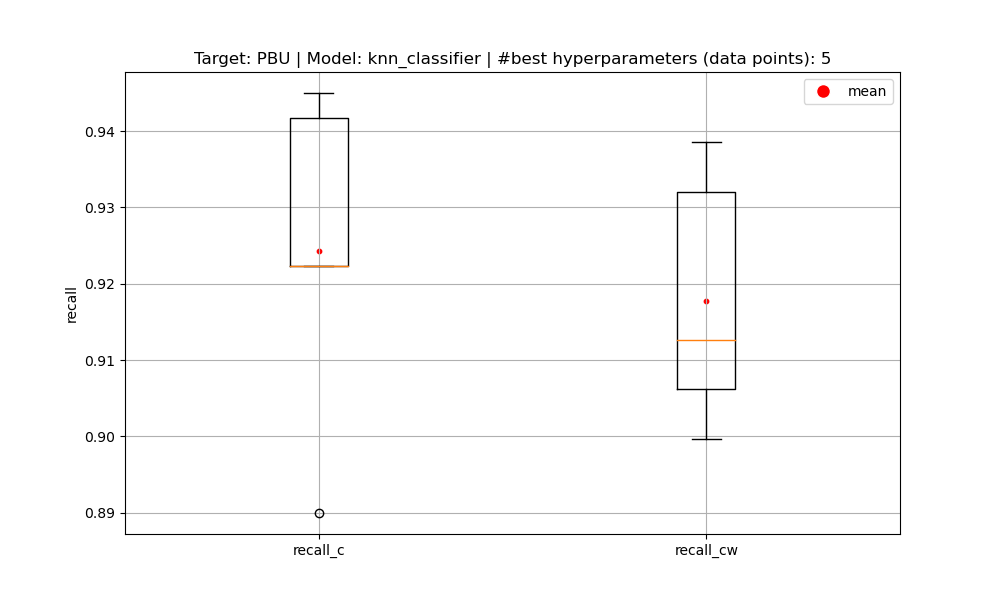 Target: PBU | Model: knn_classifier | #best hyperparameters (data points): 5
mean
0.94
0.93
0.92
0.91
0.90
0.89
recall
recall_c
recall_cw